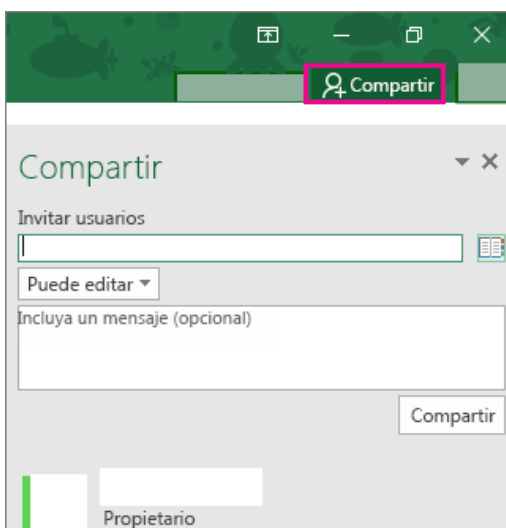 Compartir
Compartir
Invitar usuarios
Puede editar
Incluya un mensaje (opcional)
Compartir
Propietario